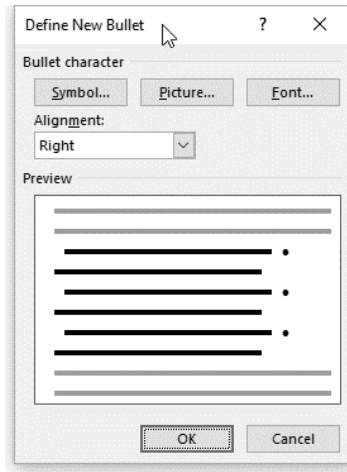 Define New Bullet ? ×
Bullet character
Symbol... Picture... Font...
Alignment:
Right
Preview
OK Cancel